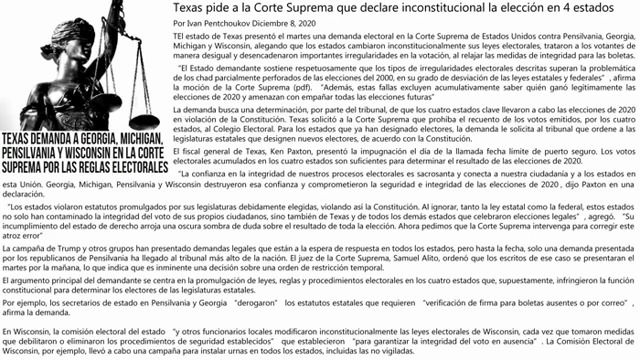 Texas pide a la Corte Suprema que declare inconstitucional la elección en 4 estados
Por Ivan Pentchoukov Diciembre 8, 2020
TEl estado de Texas presentó el martes una demanda electoral en la Corte Suprema de Estados Unidos contra Pensilvania, Georgia,
Michigan y Wisconsin, alegando que los estados cambiaron inconstitucionalmente sus leyes electorales, trataron a los votantes de
manera desigual y desencadenaron importantes irregularidades en la votación, al relajar las medidas de integridad para las boletas.
"El Estado demandante sostiene respetuosamente que los tipos de irregularidades electorales descritas superan la problemática
de los chad parcialmente perforados de las elecciones del 2000, en su grado de desviación de las leyes estatales y federales", afirma
la moción de la Corte Suprema (pdf). "Además, estas fallas excluyen acumulativamente saber quién ganó legítimamente las
elecciones de 2020 y amenazan con empañar todas las elecciones futuras"
La demanda busca una determinación, por parte del tribunal, de que los cuatro estados clave llevaron a cabo las elecciones de 2020
en violación de la Constitución. Texas solicitó a la Corte Suprema que prohíba el recuento de los votos emitidos, por los cuatro
estados, al Colegio Electoral. Para los estados que ya han designado electores, la demanda le solicita al tribunal que ordene a las
legislaturas estatales que designen nuevos electores, de acuerdo con la Constitución.
El fiscal general de Texas, Ken Paxton, presentó la impugnación el día de la llamada fecha límite de puerto seguro. Los votos
electorales acumulados en los cuatro estados son suficientes para determinar el resultado de las elecciones de 2020.
"La confianza en la integridad de nuestros procesos electorales es sacrosanta y conecta a nuestra ciudadanía y a los estados en
esta Unión. Georgia, Michigan, Pensilvania y Wisconsin destruyeron esa confianza y comprometieron la seguridad e integridad de las elecciones de 2020 , dijo Paxton en una
declaración.
"Los estados violaron estatutos promulgados por sus legislaturas debidamente elegidas, violando así la Constitución. Al ignorar, tanto la ley estatal como la federal, estos estados
no solo han contaminado la integridad del voto de sus propios ciudadanos, sino también de Texas y de todos los demás estados que celebraron elecciones legales", agregó. "Su
incumplimiento del estado de derecho arroja una oscura sombra de duda sobre el resultado de toda la elección. Ahora pedimos que la Corte Suprema intervenga para corregir este
atroz error"
La campaña de Trump y otros grupos han presentado demandas legales que están a la espera de respuesta en todos los estados, pero hasta la fecha, solo una demanda presentada
por los republicanos de Pensilvania ha llegado al tribunal más alto de la nación. El juez de la Corte Suprema, Samuel Alito, ordenó que los escritos de ese caso se presentaran el
martes por la mañana, lo que indica que es inminente una decisión sobre una orden de restricción temporal.
El argumento principal del demandante se centra en la promulgación de leyes, reglas y procedimientos electorales en los cuatro estados que, supuestamente, infringieron la función
constitucional para determinar los electores de las legislaturas estatales.
Por ejemplo, los secretarios de estado en Pensilvania y Georgia "derogaron" los estatutos estatales que requieren "verificación de firma para boletas ausentes o por correo",
afirma la demanda.
En Wisconsin, la comisión electoral del estado "y otros funcionarios locales modificaron inconstitucionalmente las leyes electorales de Wisconsin, cada vez que tomaron medidas
que debilitaron o eliminaron los procedimientos de seguridad establecidos" que establecieron "para garantizar la integridad del voto en ausencia". La Comisión Electoral de
Wisconsin, por ejemplo, llevó a cabo una campaña para instalar urnas en todos los estados, incluidas las no vigiladas.
TEXAS DEMANDA A GEORGIA, MICHIGAN,
PENSILVANIA Y WISCONSIN EN LA CORTE
SUPREMA POR LAS REGLAS ELECTORALES